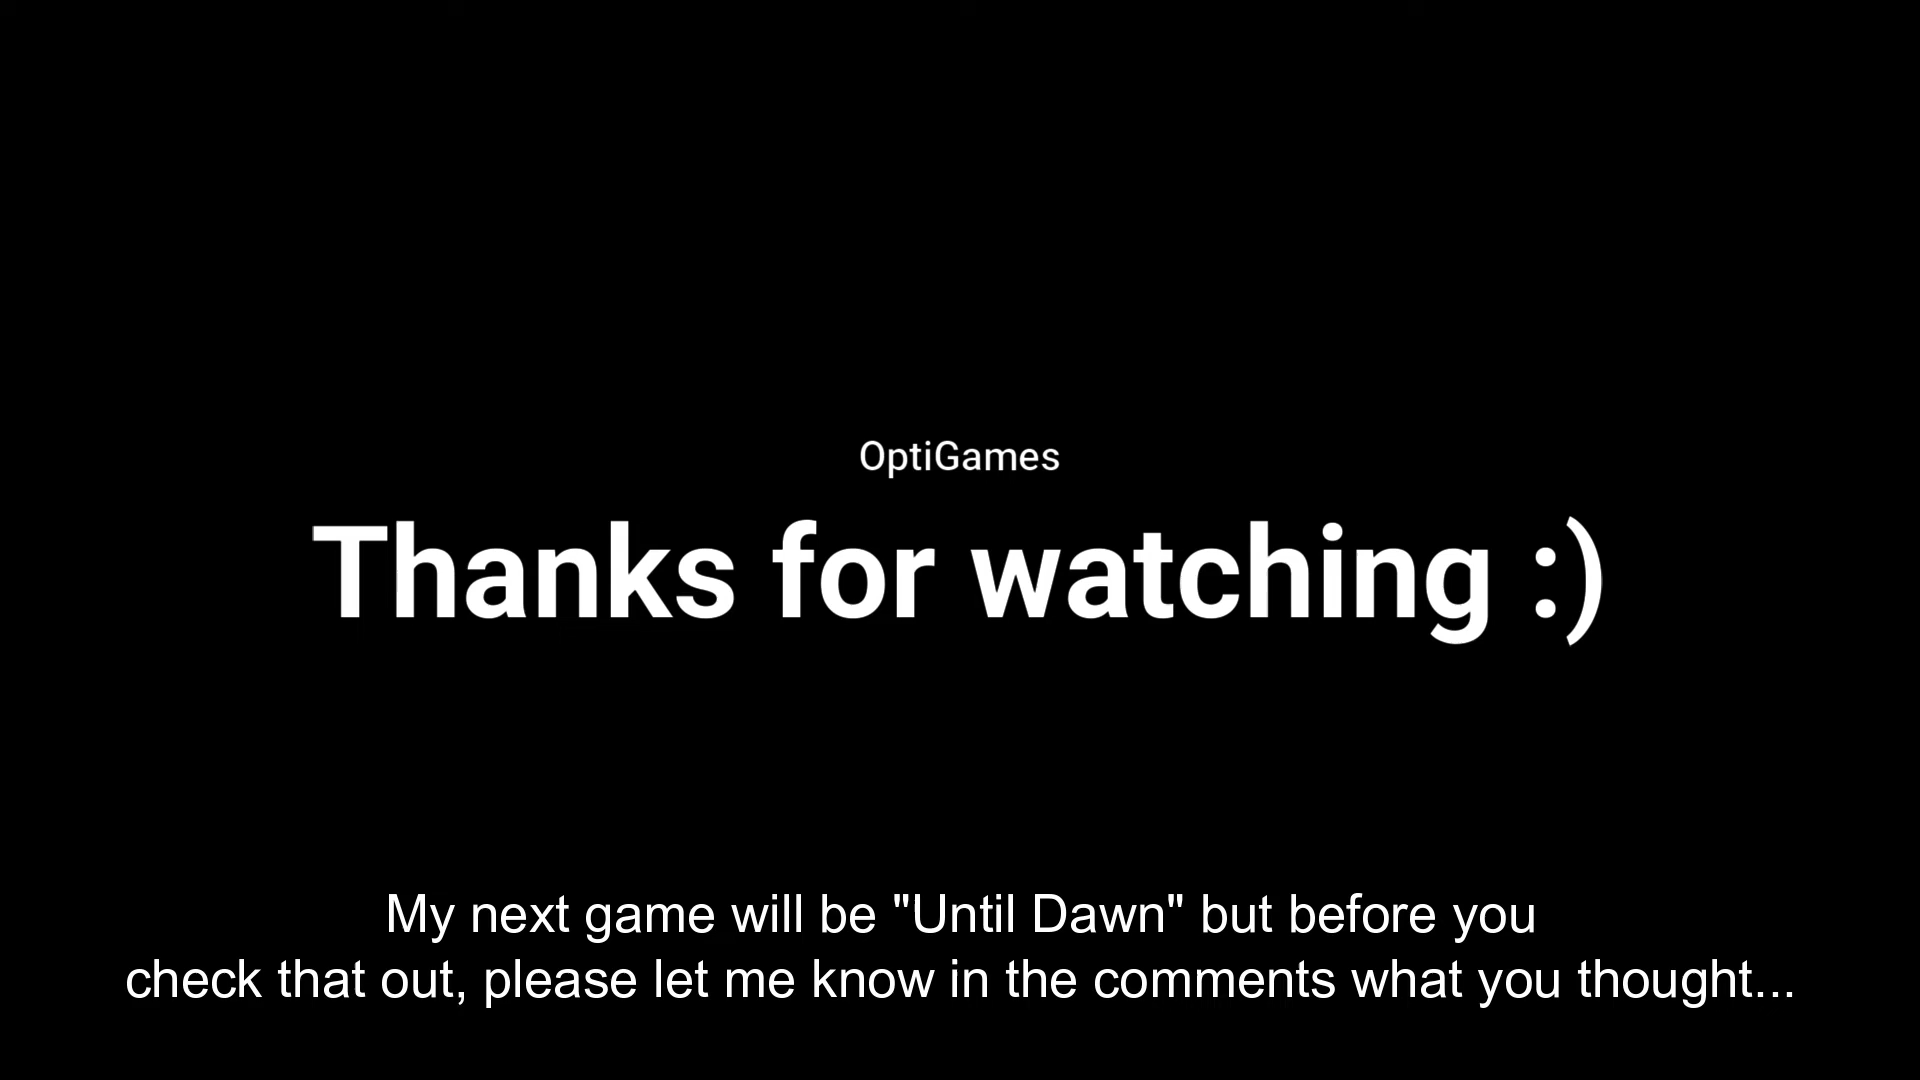 OptiGames
Thanks for watching :)
My next game will be "Until Dawn" but before you
check that out, please let me know in the comments what you thought...